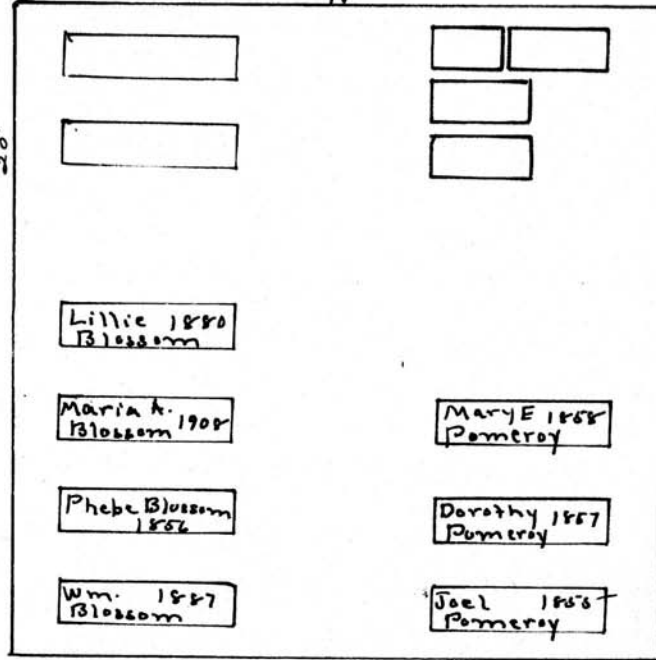 20
Lillie 1880
Blossom
Maria A. 1908
Blossom
Mary E 1858
Pomeroy
Phebe Blossom
1856
Dorothy 1857
Pomeroy
Wm. 1887
Blossom
Joel 1855
Pomeroy